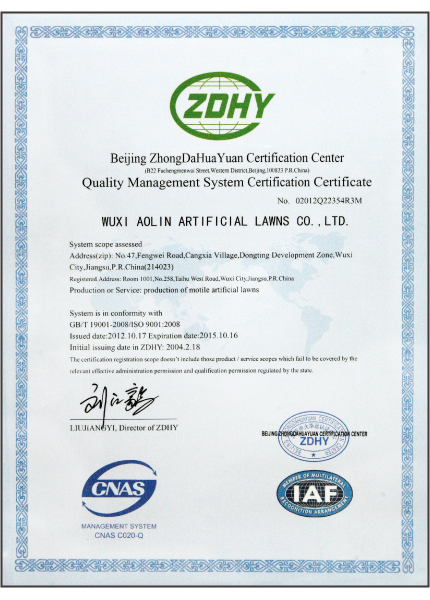 ZDHY
Beijing ZhongDaHuaYuan Certification Center
(B22 Fuchengmenwai Street,Western District,Beijing,100833 P.R.China)
Quality Management System Certification Certificate
No. 02012Q22354R3M
WUXI AOLIN ARTIFICIAL LAWNS CO.,LTD.
System scope assessed
Address(zip): No.47,Fengwei Road,Cangxia Village,Dongting Development Zone,Wuxi
City,Jiangsu,P.R.China(214023)
Registered Address: Room 1001,No.258,Taihu West Road,Wuxi City,Jiangsu,P.R.China
Production or Service: production of motile artificial lawns
System is in conformity with
GB/T 19001-2008/ISO 9001:2008
Issued date:2012.10.17 Expiration date:2015.10.16
Initial issuing date in ZDHY: 2004.2.18
The certification registration scope doesn't include those product / service scopes which fail to be covered by the
relevant effective administration permission and qualification permission regulated by the state.
LIUJIANGYI, Director of ZDHY
BEIJING ZHONGDAHUAYUAN CERTIFICATION CENTER
ZDHY
CNAS
MANAGEMENT SYSTEM
CNAS C020-Q
MEMBER OF MULTILATERAL
IAF
RECOGNITION ARRANGEMENT